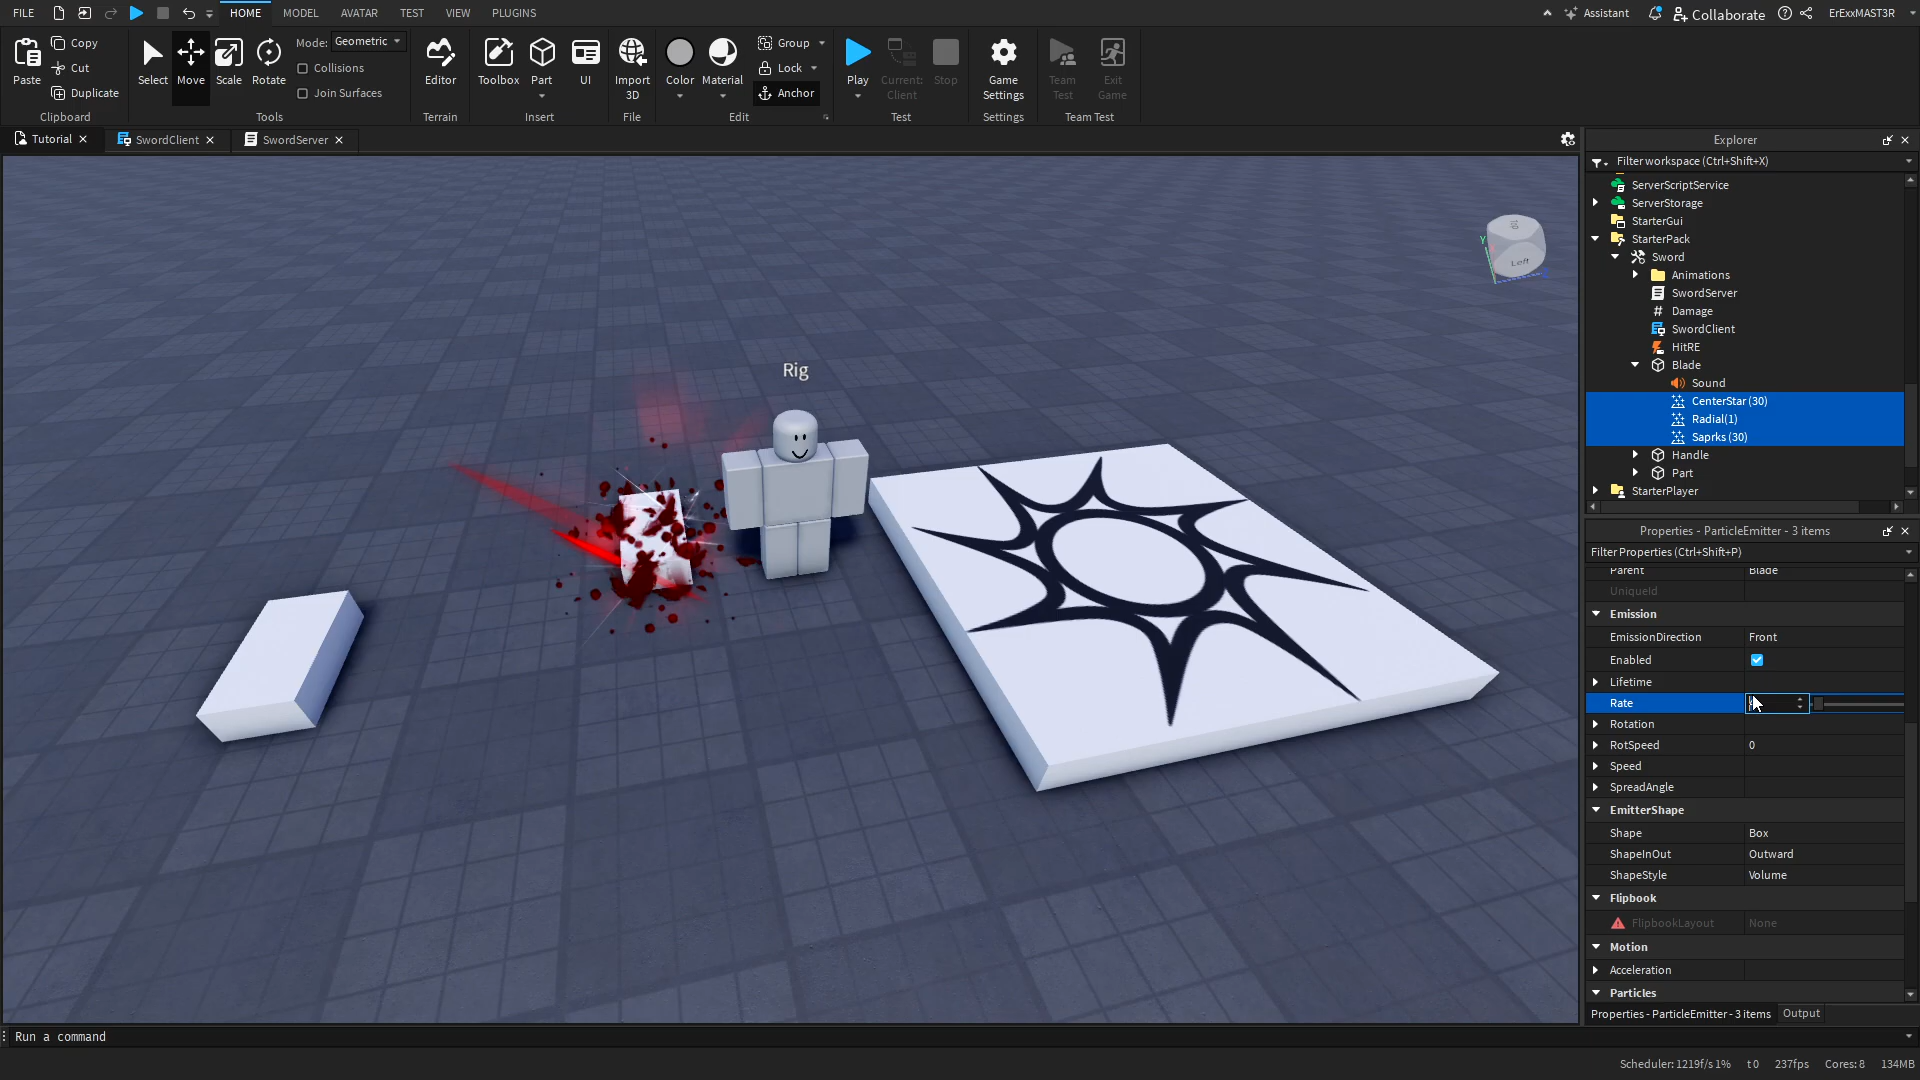 FILE
HOME
MODEL
AVATAR
TEST
VIEW
PLUGINS
Assistant
Collaborate
ErExxMAST3R
Paste
Copy
Cut
Duplicate
Clipboard
Select
Move
Scale
Rotate
Mode: Geometric
Collisions
Join Surfaces
Tools
Editor
Terrain
Toolbox
Part
UI
Insert
Import
3D
File
Color
Material
Group
Lock
Anchor
Edit
Play
Current:
Client
Stop
Test
Game
Settings
Settings
Team
Test
Exit
Game
Team Test
Tutorial
SwordClient
SwordServer
Explorer
Filter workspace (Ctrl+Shift+X)
ServerScriptService
ServerStorage
StarterGui
StarterPack
Sword
Animations
SwordServer
Damage
SwordClient
HitRE
Blade
Sound
CenterStar (30)
Radial(1)
Saprks (30)
Handle
Part
StarterPlayer
Rig
Y
Left
Properties - ParticleEmitter - 3 items
Filter Properties (Ctrl+Shift+P)
Parent Blade
UniqueId
Emission
EmissionDirection Front
Enabled
Lifetime
Rate
Rotation
RotSpeed 0
Speed
SpreadAngle
EmitterShape
Shape Box
ShapeInOut Outward
ShapeStyle Volume
Flipbook
FlipbookLayout None
Motion
Acceleration
Particles
Properties - ParticleEmitter - 3 items
Output
Run a command
Scheduler: 1219f/s 1% t 0 237fps Cores: 8 134MB